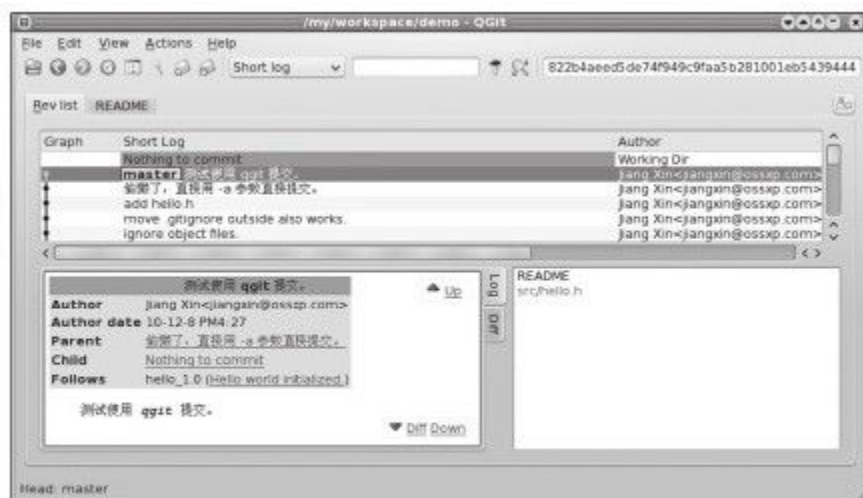 /my/workspace/demo - QGit
File Edit View Actions Help
Short log
822b4aeed5de74f949c9faa5b281001eb5439444
Rev list README
Graph Short Log Author
Nothing to commit Working Dir
master 测试使用 qgit 提交。 Jiang Xin<jiangxin@ossxp.com>
偷懒了，直接用 -a 参数直接提交。 Jiang Xin<jiangxin@ossxp.com>
add hello.h Jiang Xin<jiangxin@ossxp.com>
move .gitignore outside also works. Jiang Xin<jiangxin@ossxp.com>
ignore object files. Jiang Xin<jiangxin@ossxp.com>
测试使用 qgit 提交。
Up
Author Jiang Xin<jiangxin@ossxp.com>
Author date 10-12-8 PM4:27
Parent 偷懒了，直接用 -a 参数直接提交。
Child Nothing to commit
Follows hello_1.0 (Hello world initialized.)
测试使用 qgit 提交。
Diff Down
Log
Diff
README
src/hello.h
Head: master